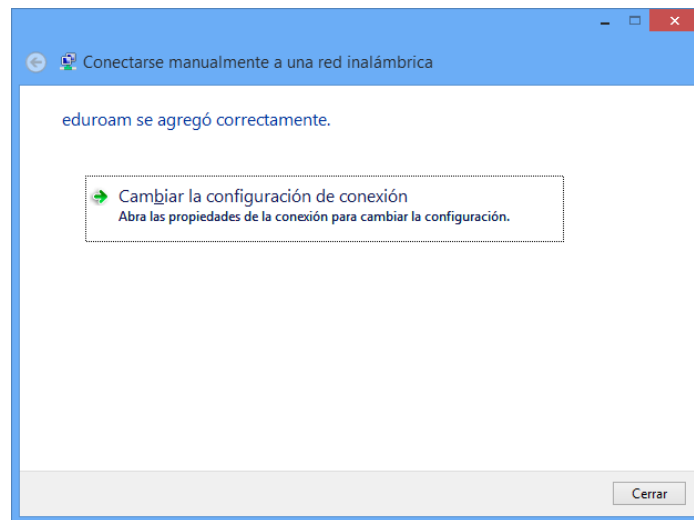 Conectarse manualmente a una red inalámbrica
eduroam se agregó correctamente.
Cambiar la configuración de conexión
Abra las propiedades de la conexión para cambiar la configuración.
Cerrar